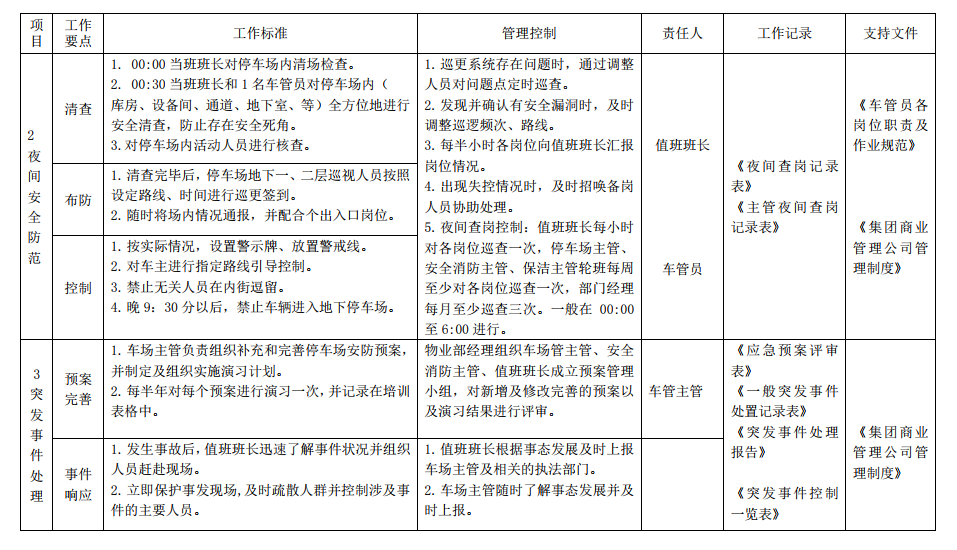 项目
工作要点
工作标准
管理控制
责任人
工作记录
支持文件
2 夜间安全防范
清查
1. 00:00 当班班长对停车场内清场检查。
2. 00:30 当班班长和 1 名车管员对停车场内（
库房、设备间、通道、地下室、等）全方位地进行
安全清查，防止存在安全死角。
3.对停车场内活动人员进行核查。
布防
1. 清查完毕后，停车场地下一、二层巡视人员按照
设定路线、时间进行巡更签到。
2. 随时将场内情况通报，并配合个出入口岗位。
控制
1. 按实际情况，设置警示牌、放置警戒线。
2. 对车主进行指定路线引导控制。
3. 禁止无关人员在内街逗留。
4. 晚 9：30 分以后，禁止车辆进入地下停车场。
1. 巡更系统存在问题时，通过调整
人员对问题点定时巡查。
2. 发现并确认有安全漏洞时，及时
调整巡逻频次、路线。
3. 每半小时各岗位向值班班长汇报
岗位情况。
4. 出现失控情况时，及时招唤备岗
人员协助处理。
5. 夜间查岗控制：值班班长每小时
对各岗位巡查一次，停车场主管、
安全消防主管、保洁主管轮班每周
至少对各岗位巡查一次，部门经理
每月至少巡查三次。一般在 00:00
至 6:00 进行。
值班班长
车管员
《夜间查岗记录
表》
《主管夜间查岗
记录表》
《车管员各
岗位职责及
作业规范》
《集团商业
管理公司管
理制度》
3 突发事件处理
预案
完善
1. 车场主管负责组织补充和完善停车场安防预案，
并制定及组织实施演习计划。
2. 每半年对每个预案进行演习一次，并记录在培训
表格中。
物业部经理组织车场管主管、安全
消防主管、值班班长成立预案管理
小组，对新增及修改完善的预案以
及演习结果进行评审。
车管主管
事件
响应
1. 发生事故后，值班班长迅速了解事件状况并组织
人员赶赴现场。
2. 立即保护事发现场,及时疏散人群并控制涉及事
件的主要人员。
1. 值班班长根据事态发展及时上报
车场主管及相关的执法部门。
2. 车场主管随时了解事态发展并及
时上报。
《应急预案评审
表》
《一般突发事件
处置记录表》
《突发事件处理
报告》
《突发事件控制
一览表》
《集团商业
管理公司管
理制度》